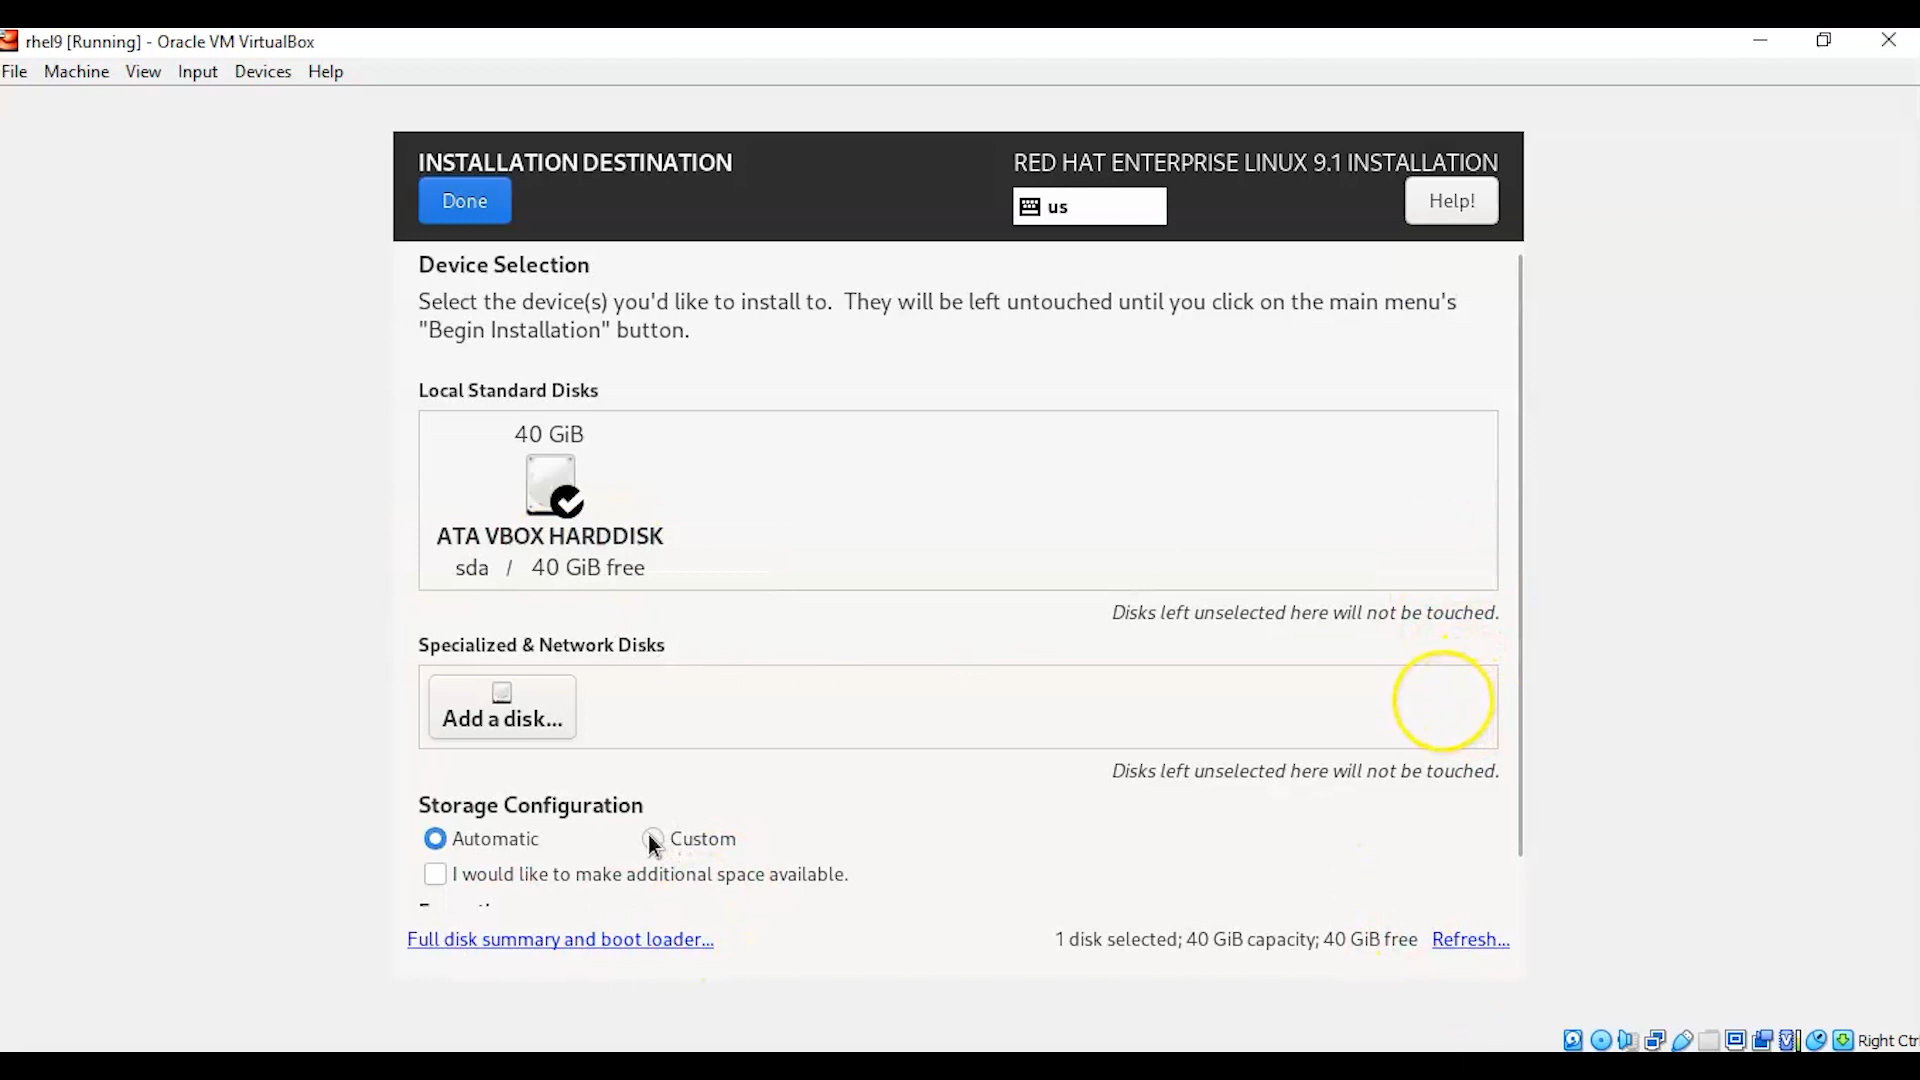 rhel9 [Running] - Oracle VM VirtualBox
File Machine View Input Devices Help
INSTALLATION DESTINATION
RED HAT ENTERPRISE LINUX 9.1 INSTALLATION
Done
us
Help!
Device Selection
Select the device(s) you'd like to install to. They will be left untouched until you click on the main menu's
"Begin Installation" button.
Local Standard Disks
40 GiB
ATA VBOX HARDDISK
sda / 40 GiB free
Disks left unselected here will not be touched.
Specialized & Network Disks
Add a disk...
Disks left unselected here will not be touched.
Storage Configuration
Automatic
Custom
I would like to make additional space available.
Full disk summary and boot loader...
1 disk selected; 40 GiB capacity; 40 GiB free Refresh...
Right Ctrl